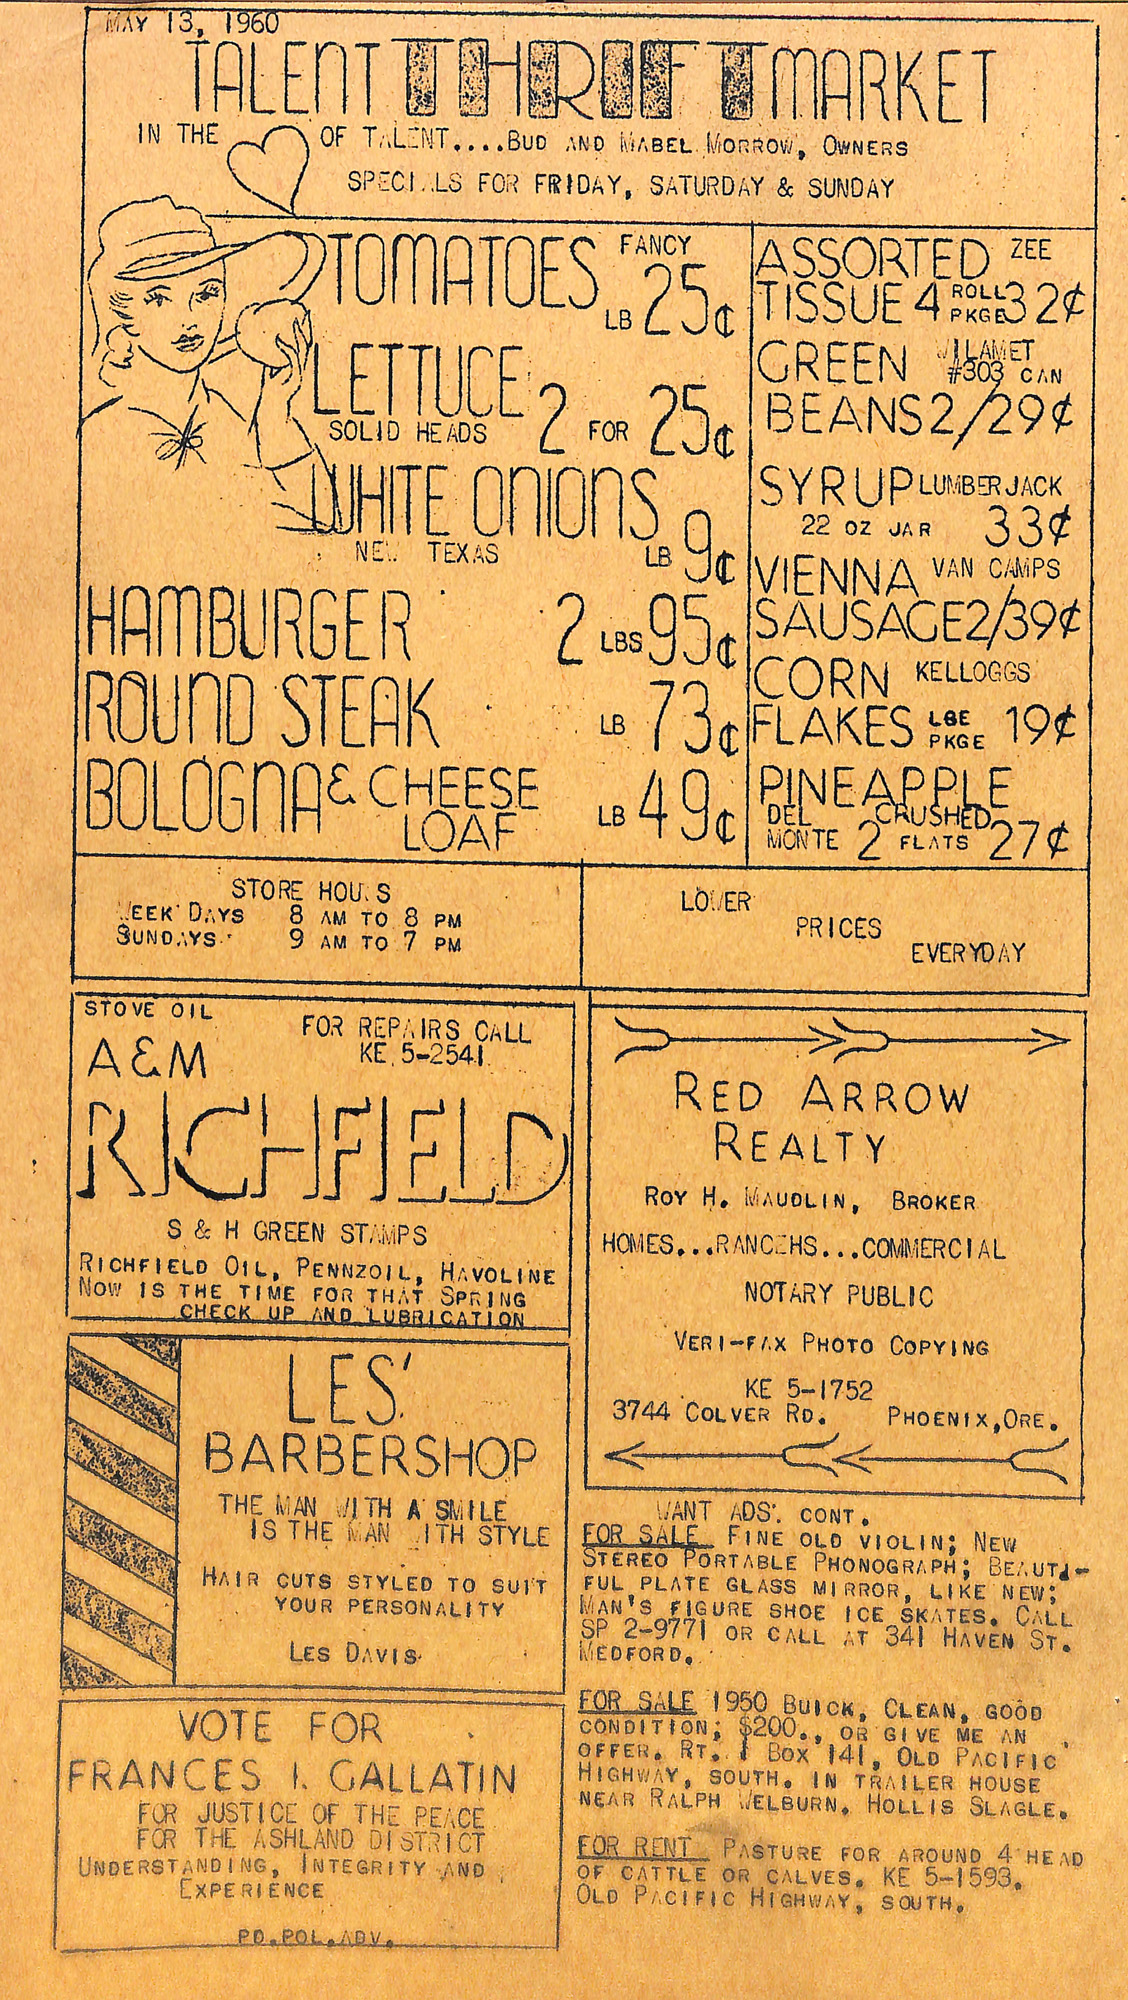 MAY 13, 1960
TALENT THRIFT MARKET
IN THE OF TALENT....BUD AND MABEL MORROW, OWNERS
SPECIALS FOR FRIDAY, SATURDAY & SUNDAY
TOMATOES FANCY
LB 25¢
LETTUCE
SOLID HEADS 2 FOR 25¢
WHITE ONIONS
NEW TEXAS LB 9¢
HAMBURGER 2 LBS 95¢
ROUND STEAK LB 73¢
BOLOGNA & CHEESE
LOAF LB 49¢
ASSORTED ZEE
TISSUE 4 ROLL
PKGE 32¢
GREEN WILAMET
#303 CAN
BEANS 2/29¢
SYRUP LUMBERJACK
22 OZ JAR 33¢
VIENNA VAN CAMPS
SAUSAGE 2/39¢
CORN KELLOGGS
FLAKES LGE
PKGE 19¢
PINEAPPLE
DEL CRUSHED
MONTE 2 FLATS 27¢
STORE HOURS
WEEK DAYS 8 AM TO 8 PM
SUNDAYS 9 AM TO 7 PM
LOWER
PRICES
EVERYDAY
STOVE OIL
FOR REPAIRS CALL
KE 5-2541
A&M
RICHFIELD
S & H GREEN STAMPS
RICHFIELD OIL, PENNZOIL, HAVOLINE
NOW IS THE TIME FOR THAT SPRING
CHECK UP AND LUBRICATION
RED ARROW
REALTY
ROY H. MAUDLIN, BROKER
HOMES...RANCEHS...COMMERCIAL
NOTARY PUBLIC
VERI-FAX PHOTO COPYING
KE 5-1752
3744 COLVER RD. PHOENIX,ORE.
LES'
BARBERSHOP
THE MAN WITH A SMILE
IS THE MAN WITH STYLE
HAIR CUTS STYLED TO SUIT
YOUR PERSONALITY
LES DAVIS
VOTE FOR
FRANCES I. GALLATIN
FOR JUSTICE OF THE PEACE
FOR THE ASHLAND DISTRICT
UNDERSTANDING, INTEGRITY AND
EXPERIENCE
PD.POL.ADV.
WANT ADS. CONT.
FOR SALE FINE OLD VIOLIN; NEW
STEREO PORTABLE PHONOGRAPH; BEAUTI-
FUL PLATE GLASS MIRROR, LIKE NEW;
MAN'S FIGURE SHOE ICE SKATES. CALL
SP 2-9771 OR CALL AT 341 HAVEN ST.
MEDFORD.
FOR SALE 1950 BUICK, CLEAN, GOOD
CONDITION; $200., OR GIVE ME AN
OFFER. RT. 1 BOX 141, OLD PACIFIC
HIGHWAY, SOUTH. IN TRAILER HOUSE
NEAR RALPH WELBURN. HOLLIS SLAGLE.
FOR RENT PASTURE FOR AROUND 4 HEAD
OF CATTLE OR CALVES. KE 5-1593.
OLD PACIFIC HIGHWAY, SOUTH.